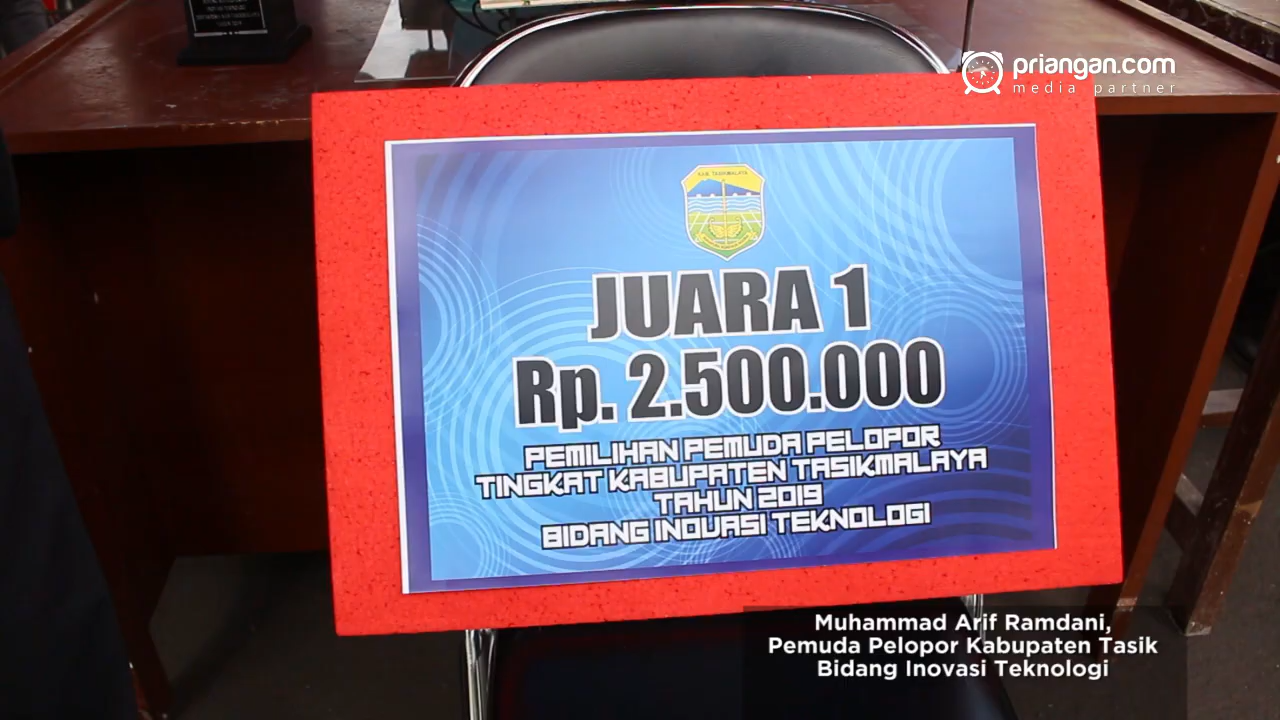 priangan.com
media partner
KAB. TASIKMALAYA
JUARA 1
Rp. 2.500.000
PEMILIHAN PEMUDA PELOPOR
TINGKAT KABUPATEN TASIKMALAYA
TAHUN 2019
BIDANG INOVASI TEKNOLOGI
Muhammad Arif Ramdani,
Pemuda Pelopor Kabupaten Tasik
Bidang Inovasi Teknologi